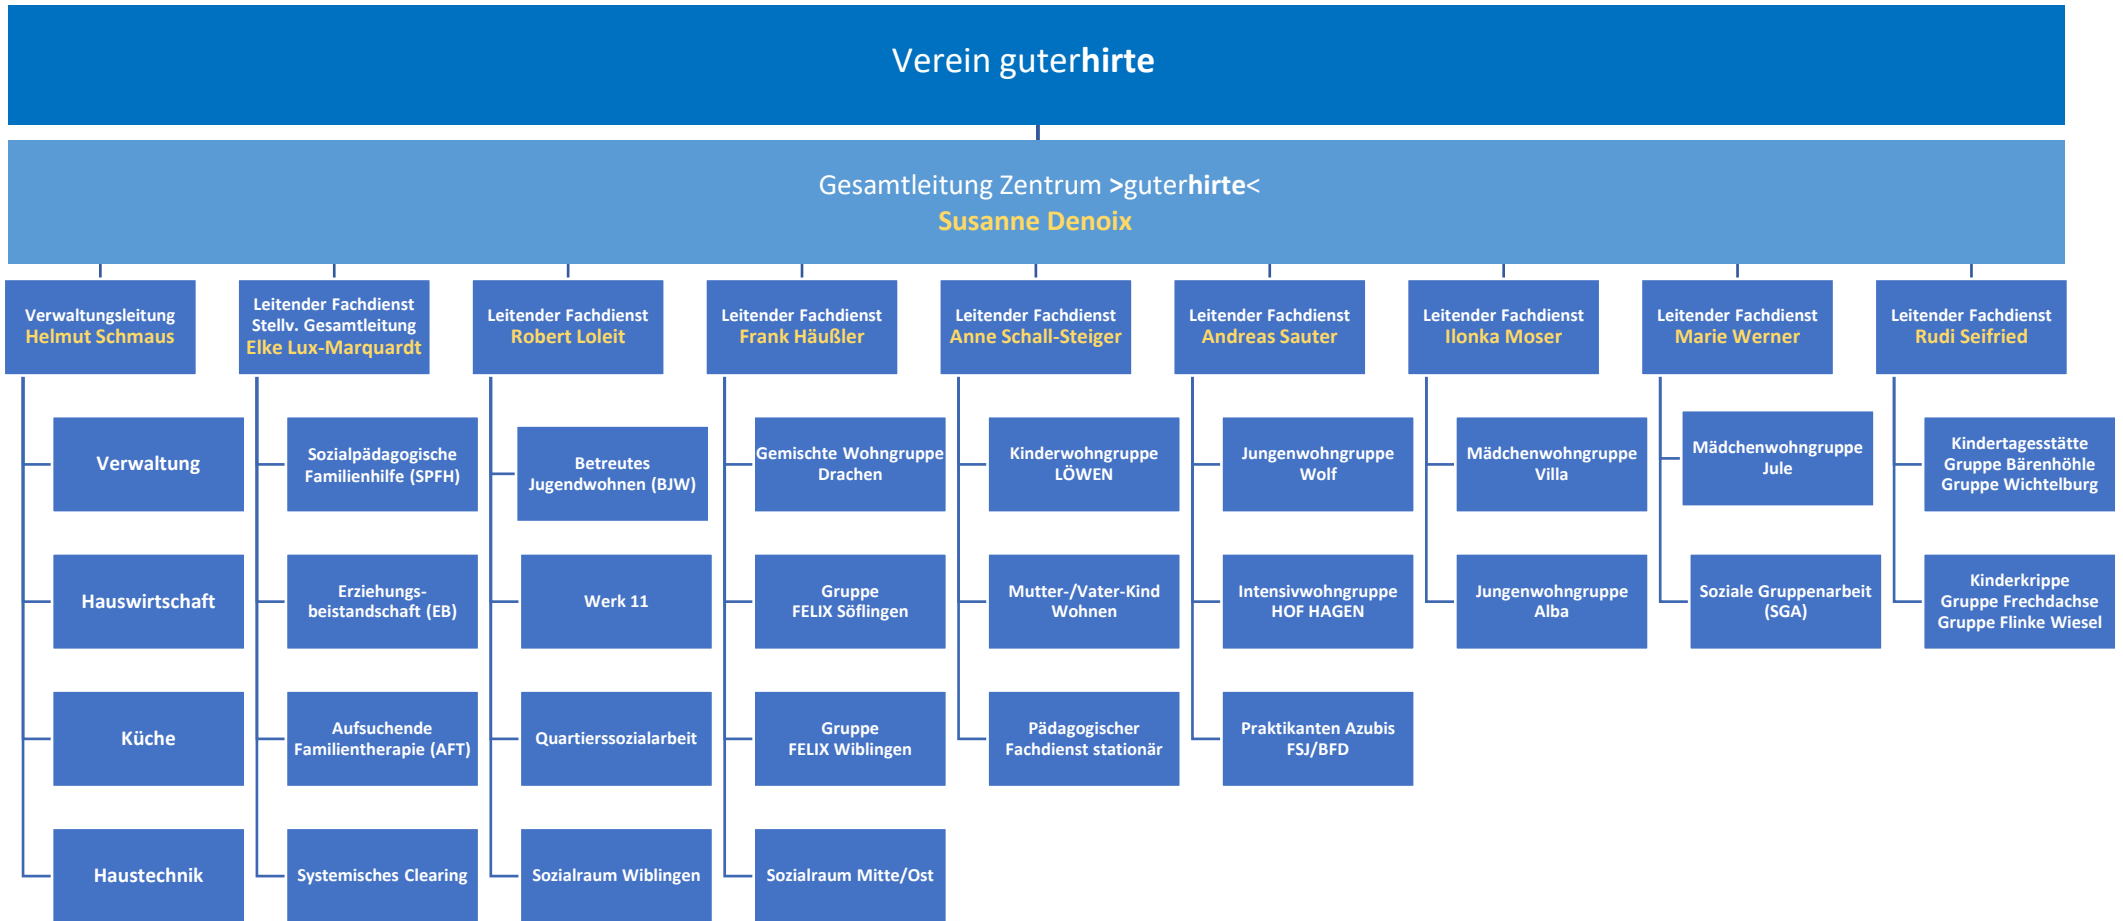 Verein guterhirte
Gesamtleitung Zentrum >guterhirte<
Susanne Denoix
Verwaltungsleitung
Helmut Schmaus
Leitender Fachdienst
Stellv. Gesamtleitung
Elke Lux-Marquardt
Leitender Fachdienst
Robert Loleit
Leitender Fachdienst
Frank Häußler
Leitender Fachdienst
Anne Schall-Steiger
Leitender Fachdienst
Andreas Sauter
Leitender Fachdienst
Ilonka Moser
Leitender Fachdienst
Marie Werner
Leitender Fachdienst
Rudi Seifried
Verwaltung
Sozialpädagogische
Familienhilfe (SPFH)
Betreutes
Jugendwohnen (BJW)
Gemischte Wohngruppe
Drachen
Kinderwohngruppe
LÖWEN
Jungenwohngruppe
Wolf
Mädchenwohngruppe
Villa
Mädchenwohngruppe
Jule
Kindertagesstätte
Gruppe Bärenhöhle
Gruppe Wichtelburg
Hauswirtschaft
Erziehungs-
beistandschaft (EB)
Werk 11
Gruppe
FELIX Söflingen
Mutter-/Vater-Kind
Wohnen
Intensivwohngruppe
HOF HAGEN
Jungenwohngruppe
Alba
Soziale Gruppenarbeit
(SGA)
Kinderkrippe
Gruppe Frechdachse
Gruppe Flinke Wiesel
Küche
Aufsuchende
Familientherapie (AFT)
Quartierssozialarbeit
Gruppe
FELIX Wiblingen
Pädagogischer
Fachdienst stationär
Praktikanten Azubis
FSJ/BFD
Haustechnik
Systemisches Clearing
Sozialraum Wiblingen
Sozialraum Mitte/Ost